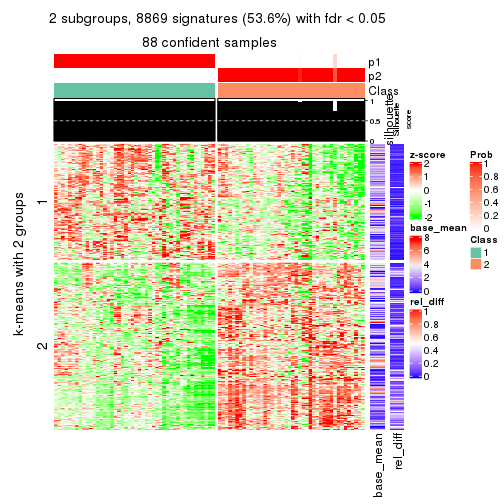 2 subgroups, 8869 signatures (53.6%) with fdr < 0.05
88 confident samples
p1
p2
Class
1
0.5
0
silhouette
Silhouette
score
k-means with 2 groups
1
2
base_mean
rel_diff
z-score
2
1
0
-1
-2
base_mean
8
6
4
2
0
rel_diff
1
0.8
0.6
0.4
0.2
0
Prob
1
0.8
0.6
0.4
0.2
0
Class
1
2